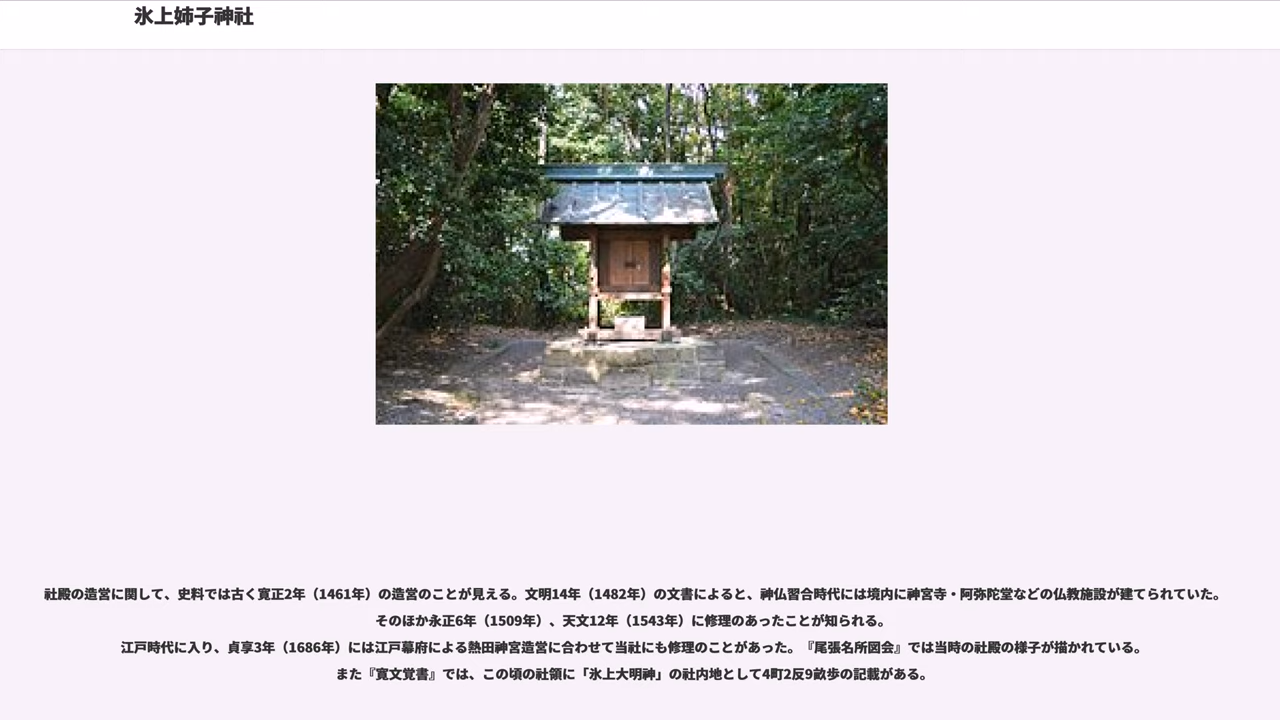 氷上姉子神社
社殿の造営に関して、史料では古く寛正2年（1461年）の造営のことが見える。文明14年（1482年）の文書によると、神仏習合時代には境内に神宮寺・阿弥陀堂などの仏教施設が建てられていた。
そのほか永正6年（1509年）、天文12年（1543年）に修理のあったことが知られる。
江戸時代に入り、貞享3年（1686年）には江戸幕府による熱田神宮造営に合わせて当社にも修理のことがあった。『尾張名所図会』では当時の社殿の様子が描かれている。
また『寛文覚書』では、この頃の社領に「氷上大明神」の社内地として4町2反9畝歩の記載がある。